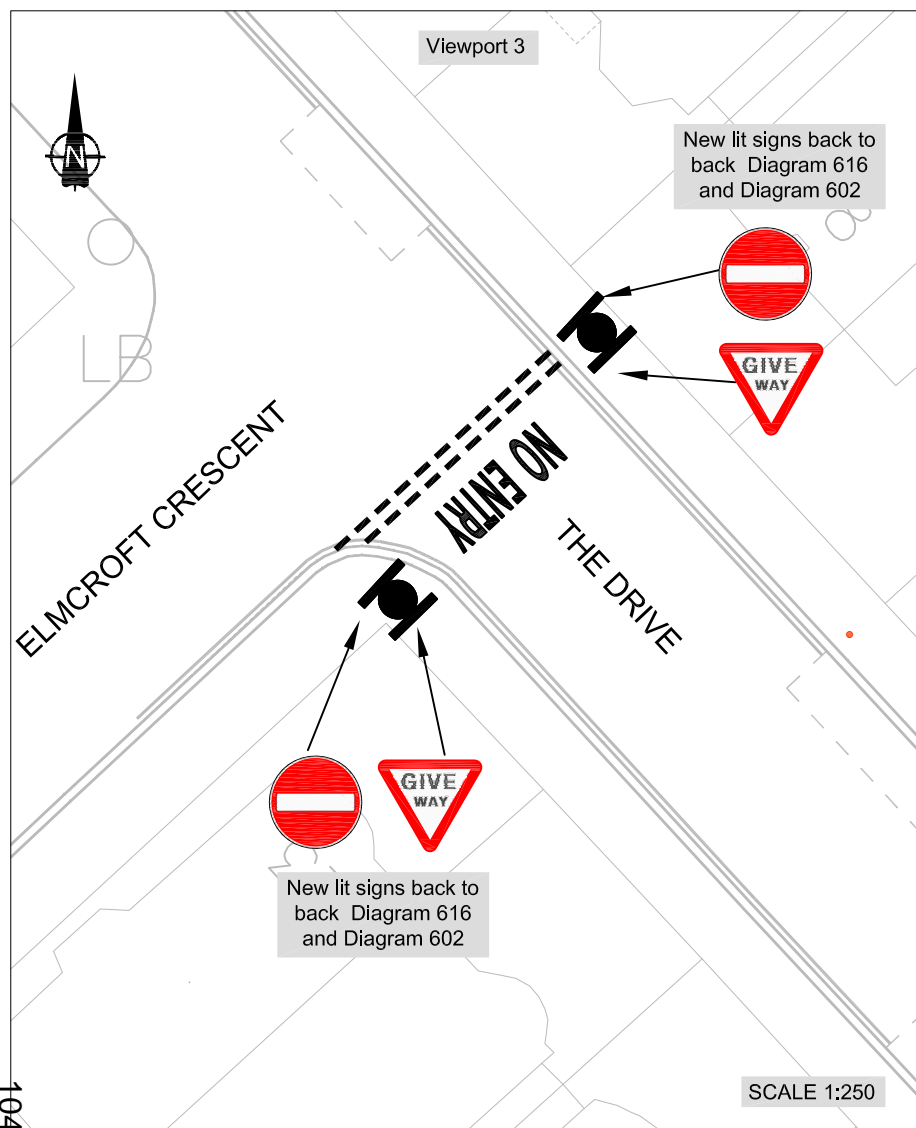 Viewport 3
N
New lit signs back to
back Diagram 616
and Diagram 602
8
GIVE
WAY
LB
ELMCROFT CRESCENT
NO ENTRY
THE DRIVE
GIVE
WAY
New lit signs back to
back Diagram 616
and Diagram 602
SCALE 1:250
104